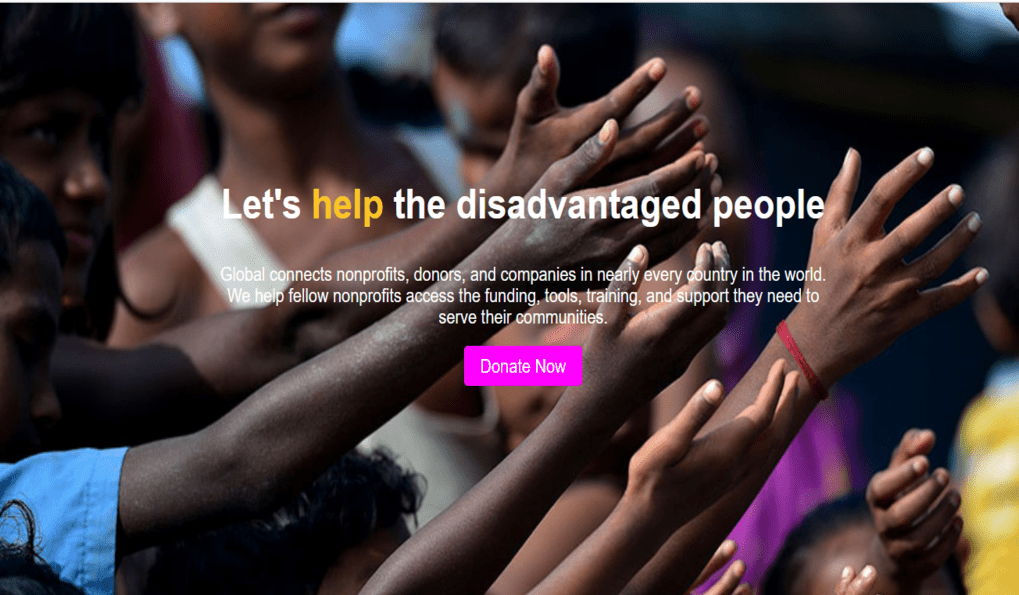 Let's help the disadvantaged people
Global connects nonprofits, donors, and companies in nearly every country in the world.
We help fellow nonprofits access the funding, tools, training, and support they need to
serve their communities.
Donate Now